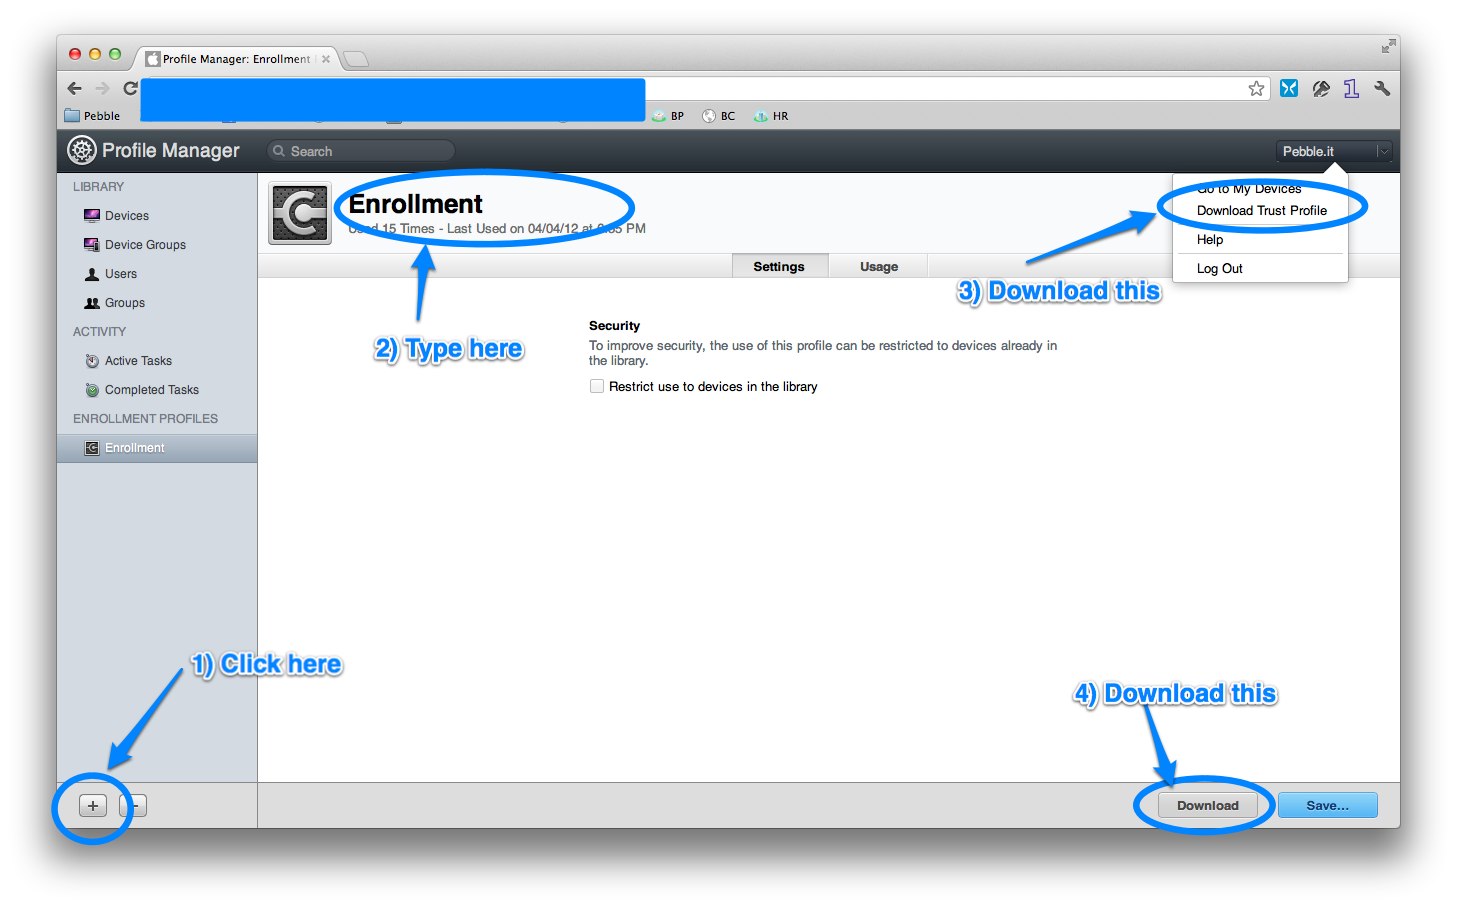 Profile Manager: Enrollment
Pebble
BP
BC
HR
Profile Manager
Search
Pebble.it
LIBRARY
Devices
Device Groups
Users
Groups
ACTIVITY
Active Tasks
Completed Tasks
ENROLLMENT PROFILES
Enrollment
Enrollment
Used 15 Times - Last Used on 04/04/12 at PM
Go to My Devices
Download Trust Profile
Help
Log Out
Settings
Usage
3) Download this
2) Type here
Security
To improve security, the use of this profile can be restricted to devices already in
the library.
Restrict use to devices in the library
1) Click here
4) Download this
+
-
Download
Save...